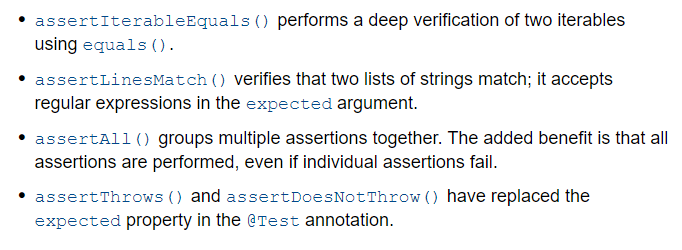 • assertIterableEquals() performs a deep verification of two iterables
using equals().
• assertLinesMatch() verifies that two lists of strings match; it accepts
regular expressions in the expected argument.
• assertAll() groups multiple assertions together. The added benefit is that all
assertions are performed, even if individual assertions fail.
• assertThrows() and assertDoesNotThrow() have replaced the
expected property in the @Test annotation.